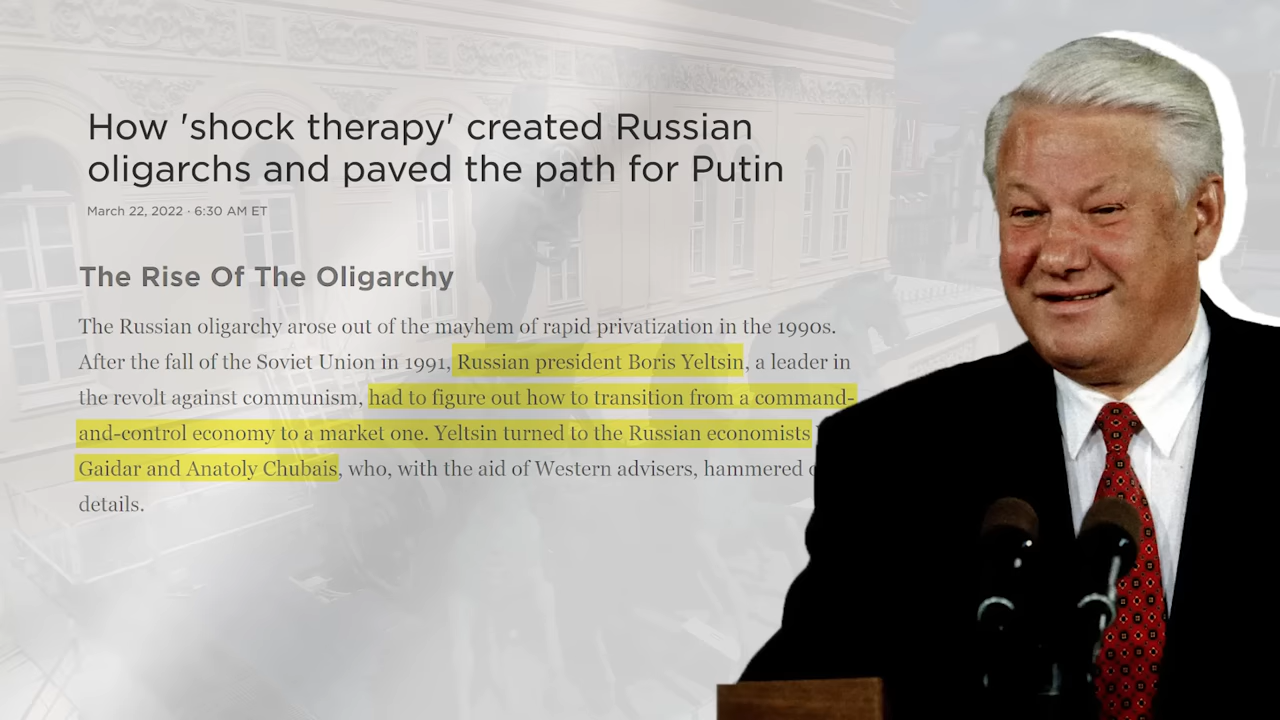 How 'shock therapy' created Russian
oligarchs and paved the path for Putin
March 22, 2022 · 6:30 AM ET
The Rise Of The Oligarchy
The Russian oligarchy arose out of the mayhem of rapid privatization in the 1990s.
After the fall of the Soviet Union in 1991, Russian president Boris Yeltsin, a leader in
the revolt against communism, had to figure out how to transition from a command-
and-control economy to a market one. Yeltsin turned to the Russian economists
Gaidar and Anatoly Chubais, who, with the aid of Western advisers, hammered
details.